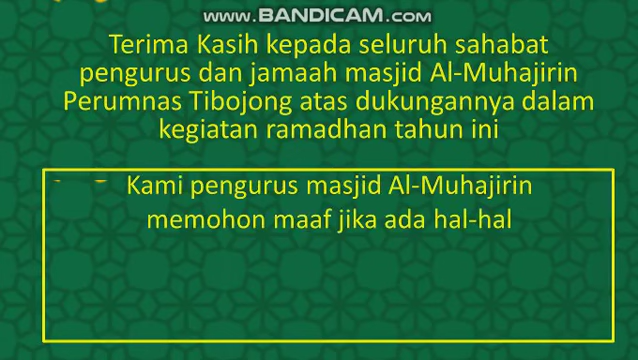 www.BANDICAM.com
Terima Kasih kepada seluruh sahabat
pengurus dan jamaah masjid Al-Muhajirin
Perumnas Tibojong atas dukungannya dalam
kegiatan ramadhan tahun ini
Kami pengurus masjid Al-Muhajirin
memohon maaf jika ada hal-hal